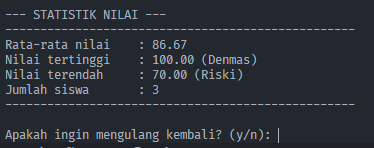 --- STATISTIK NILAI ---
--------------------------------------------------
Rata-rata nilai    : 86.67
Nilai tertinggi    : 100.00 (Denmas)
Nilai terendah     : 70.00 (Riski)
Jumlah siswa       : 3
--------------------------------------------------
Apakah ingin mengulang kembali? (y/n):